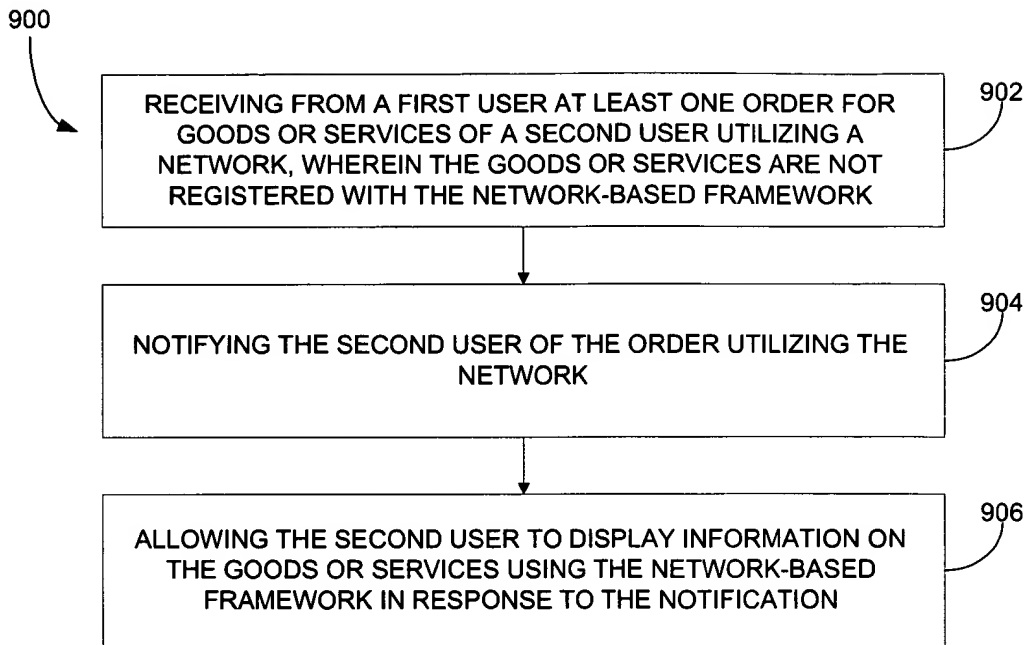 900
RECEIVING FROM A FIRST USER AT LEAST ONE ORDER FOR
GOODS OR SERVICES OF A SECOND USER UTILIZING A
NETWORK, WHEREIN THE GOODS OR SERVICES ARE NOT
REGISTERED WITH THE NETWORK-BASED FRAMEWORK
902
NOTIFYING THE SECOND USER OF THE ORDER UTILIZING THE
NETWORK
904
ALLOWING THE SECOND USER TO DISPLAY INFORMATION ON
THE GOODS OR SERVICES USING THE NETWORK-BASED
FRAMEWORK IN RESPONSE TO THE NOTIFICATION
906